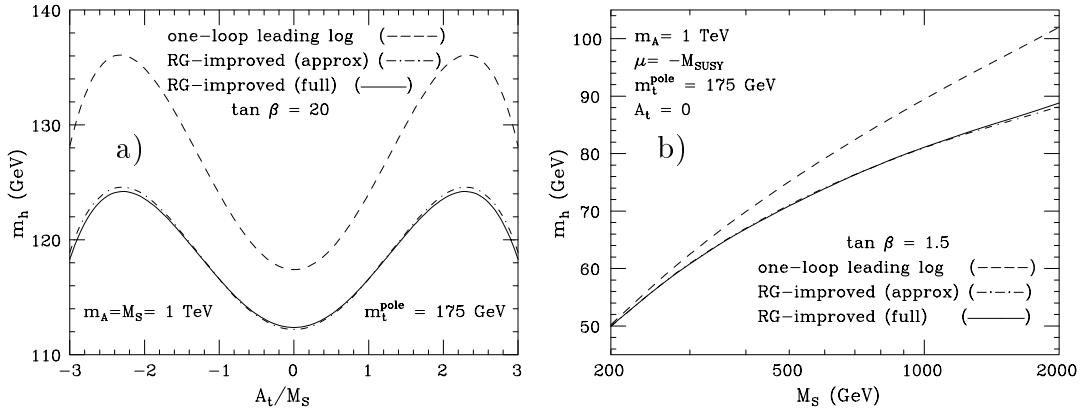 140
130
120
110
m_h (GeV)
one-loop leading log (-----)
RG-improved (approx) (-·-·-·)
RG-improved (full) (———)
tan β = 20
a)
m_A=M_S= 1 TeV
m_t^pole = 175 GeV
-3 -2 -1 0 1 2 3
A_t/M_S
100
90
80
70
60
50
m_h (GeV)
m_A= 1 TeV
μ= -M_SUSY
m_t^pole = 175 GeV
A_t = 0
b)
tan β = 1.5
one-loop leading log (-----)
RG-improved (approx) (-·-·-·)
RG-improved (full) (———)
200 500 1000 2000
M_S (GeV)